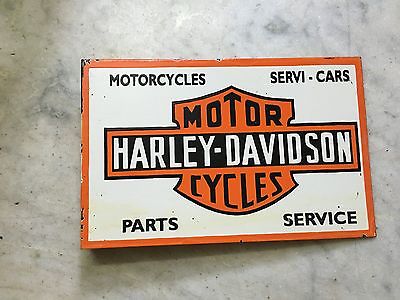 MOTORCYCLES SERVI - CARS
MOTOR
HARLEY-DAVIDSON
CYCLES
PARTS SERVICE